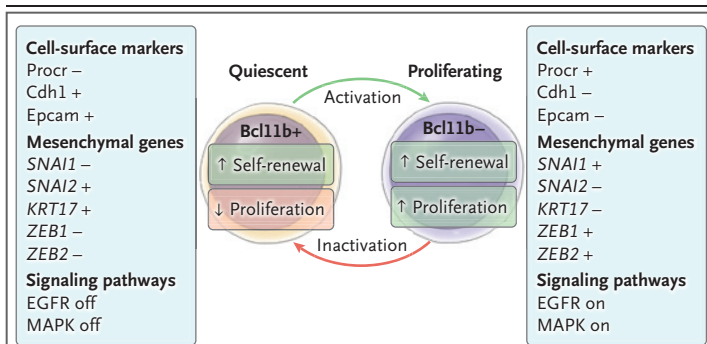 Cell-surface markers
Procr –
Cdh1 +
Epcam +
Mesenchymal genes
SNAI1 –
SNAI2 +
KRT17 +
ZEB1 –
ZEB2 –
Signaling pathways
EGFR off
MAPK off
Quiescent
Proliferating
Activation
Bcl11b+
↑ Self-renewal
↓ Proliferation
Bcl11b–
↑ Self-renewal
↑ Proliferation
Inactivation
Cell-surface markers
Procr +
Cdh1 –
Epcam –
Mesenchymal genes
SNAI1 +
SNAI2 –
KRT17 –
ZEB1 +
ZEB2 +
Signaling pathways
EGFR on
MAPK on